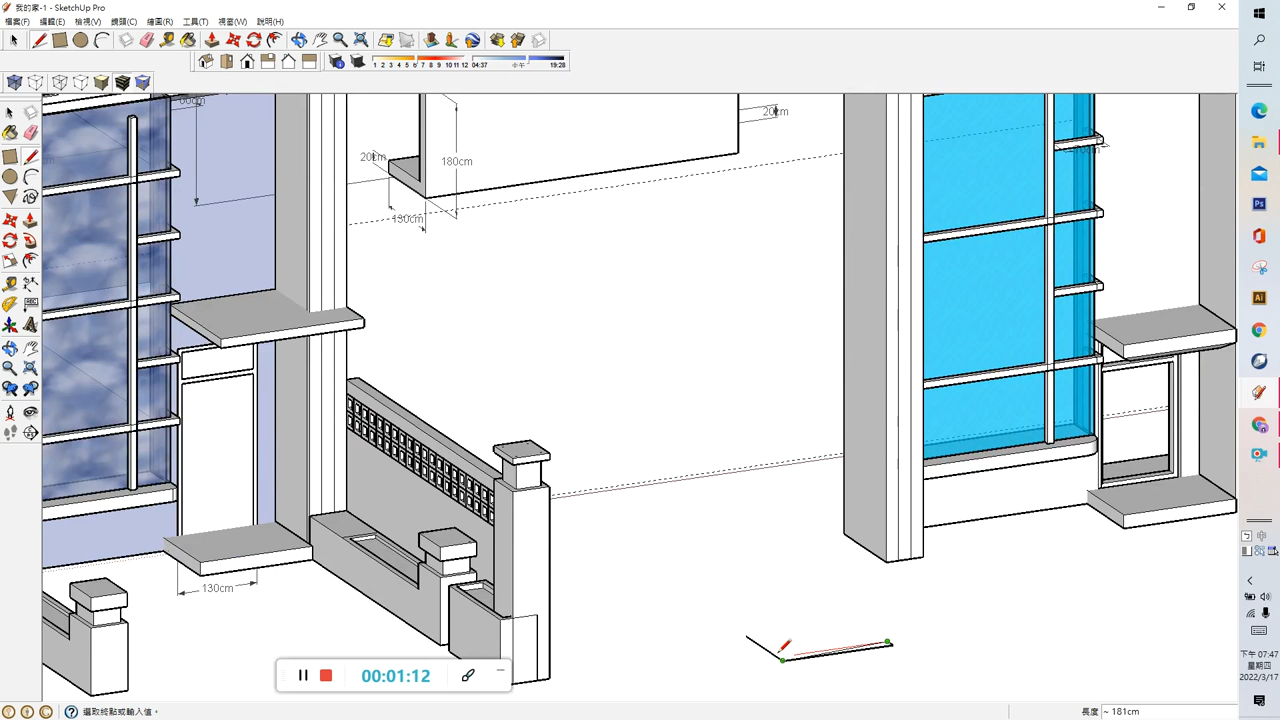 我的家-1 - SketchUp Pro
檔案(F) 編輯(E) 檢視(V) 鏡頭(C) 繪圖(R) 工具(T) 視窗(W) 說明(H)
1 2 3 4 5 6 7 8 9 10 11 12 04:37 中午 19:28
20cm
180cm
130cm
20cm
130cm
00:01:12
選取終點或輸入值。
長度 ~ 181cm
Ps
Ai
ABC
下午 07:47
星期四
2022/3/17